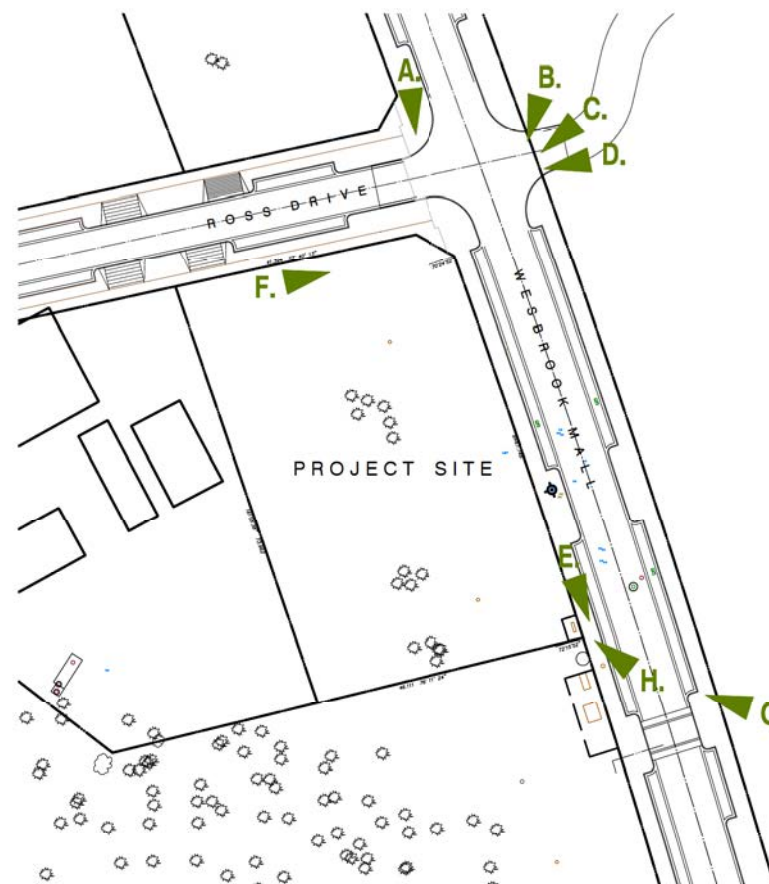 A.
B.
C.
D.
ROSS DRIVE
F.
WESBROOK MALL
PROJECT SITE
E.
H.